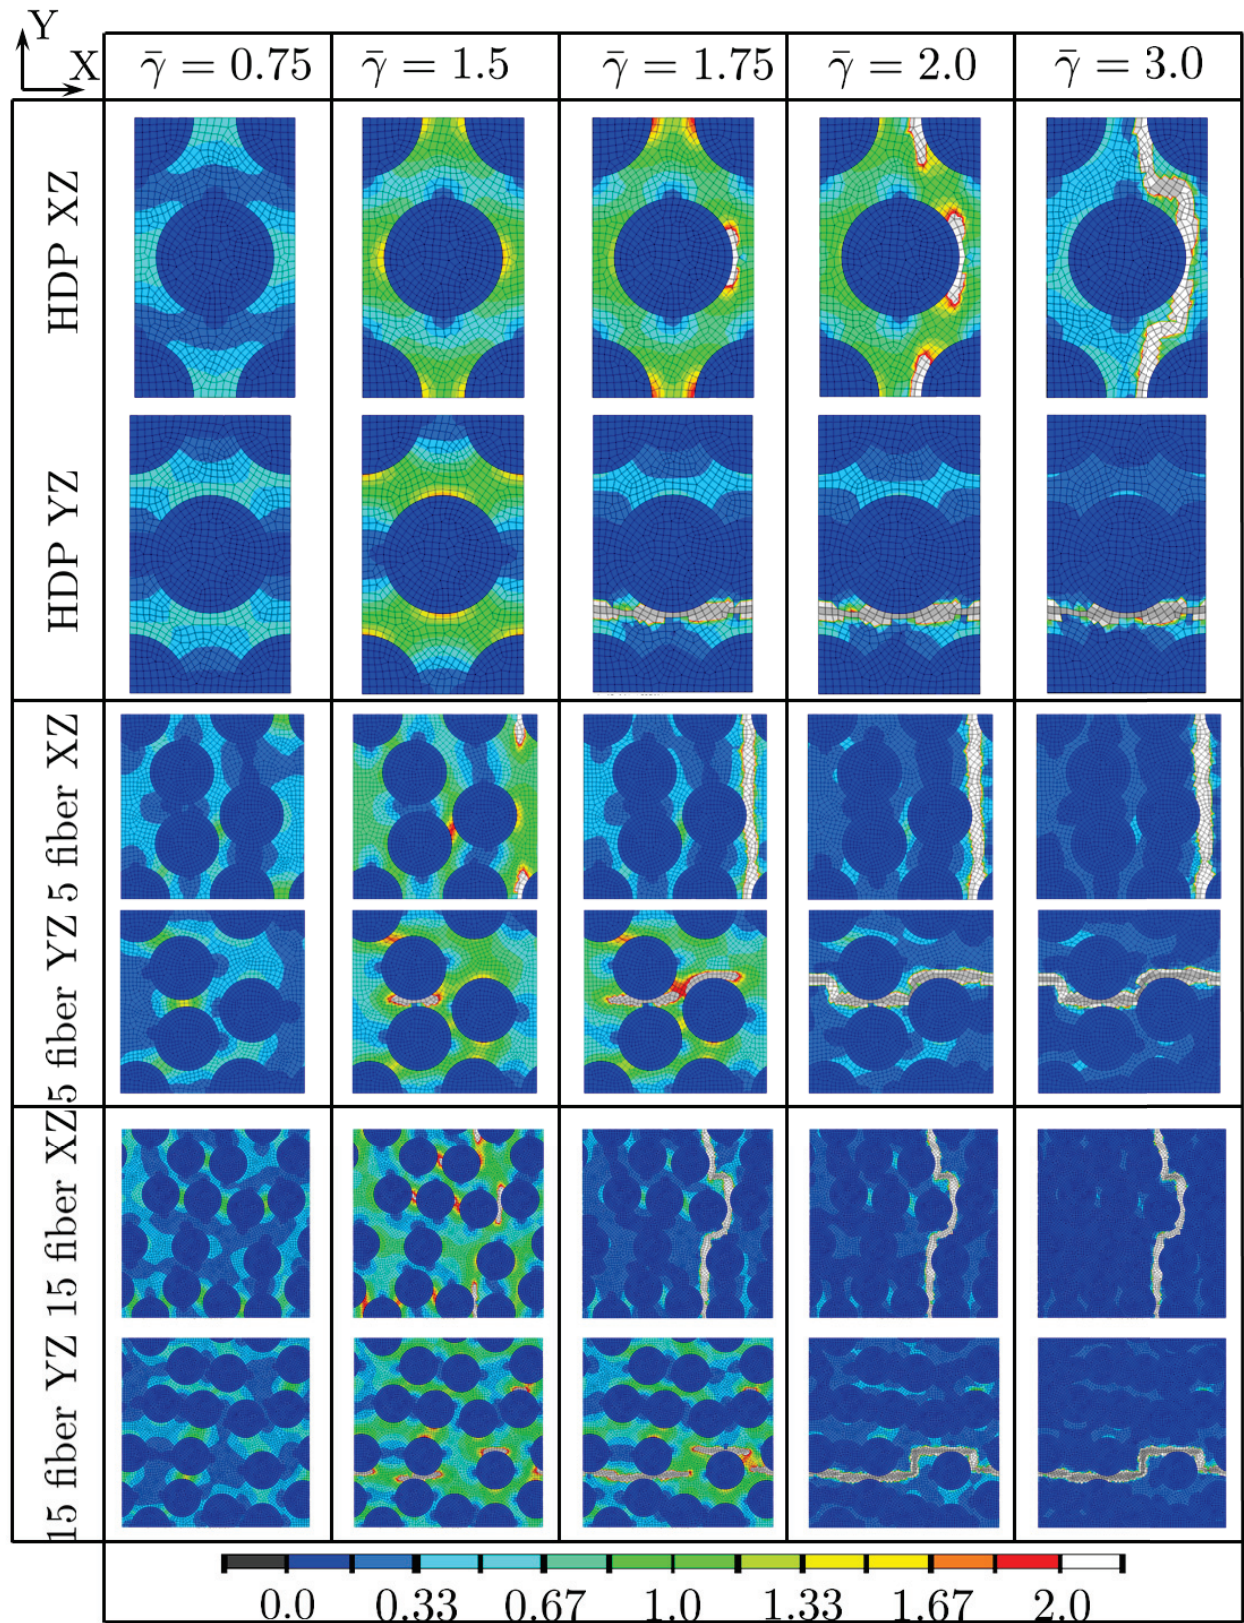 Y
X
γ̄ = 0.75
γ̄ = 1.5
γ̄ = 1.75
γ̄ = 2.0
γ̄ = 3.0
HDP XZ
HDP YZ
5 fiber XZ
5 fiber YZ
15 fiber XZ
15 fiber YZ
0.0 0.33 0.67 1.0 1.33 1.67 2.0